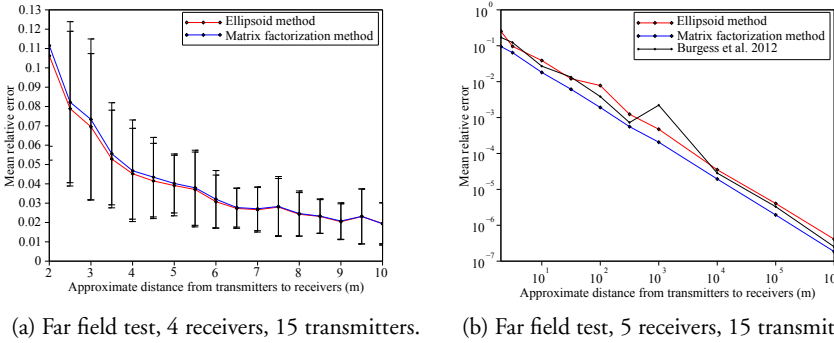 0.13
0.12
0.11
0.1
0.09
0.08
0.07
0.06
0.05
0.04
0.03
0.02
0.01
0
Mean relative error
Ellipsoid method
Matrix factorization method
2 3 4 5 6 7 8 9 10
Approximate distance from transmitters to receivers (m)
(a) Far field test, 4 receivers, 15 transmitters.
10^0
10^-1
10^-2
10^-3
10^-4
10^-5
10^-6
10^-7
Mean relative error
Ellipsoid method
Matrix factorization method
Burgess et al. 2012
10^1 10^2 10^3 10^4 10^5
Approximate distance from transmitters to receivers (m)
(b) Far field test, 5 receivers, 15 transmit